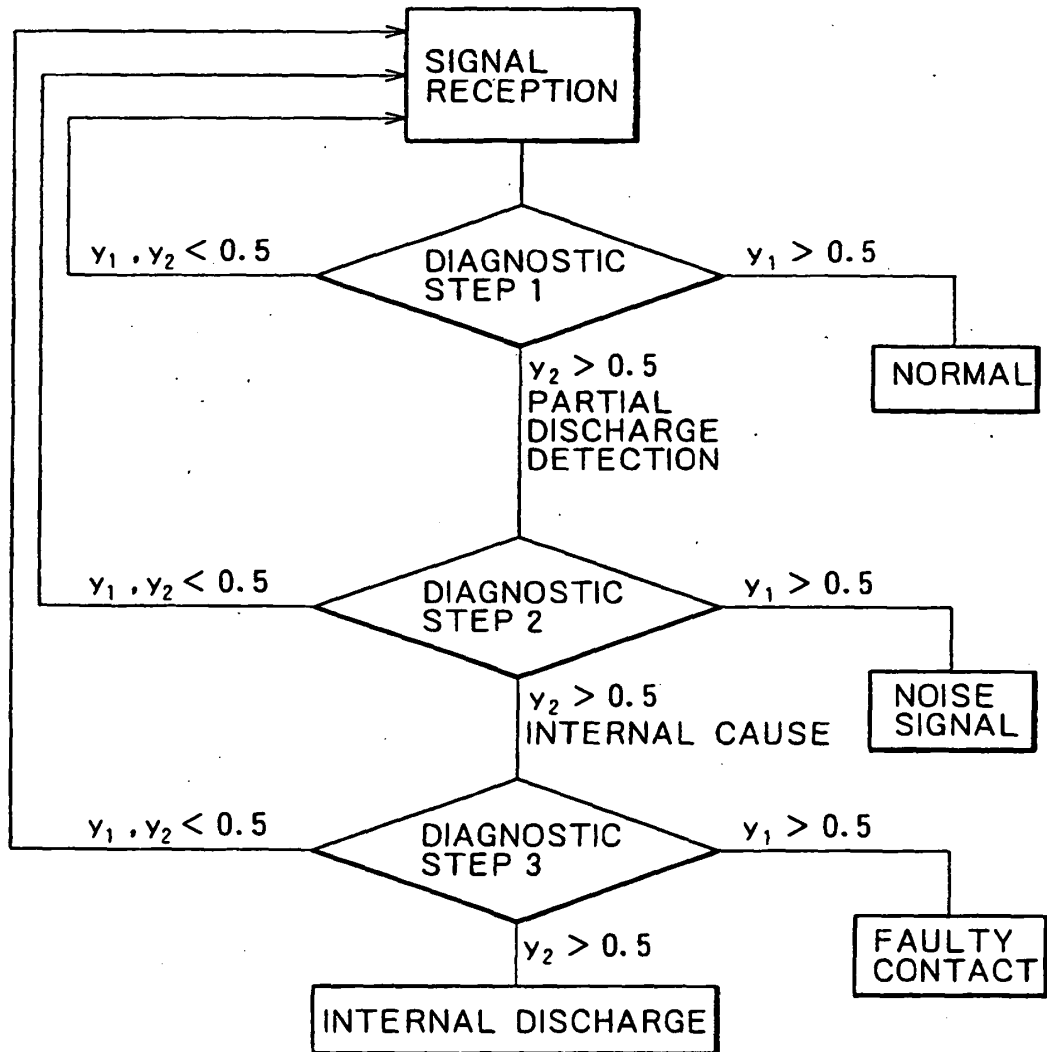 SIGNAL
RECEPTION
y₁ , y₂ < 0.5
DIAGNOSTIC
STEP 1
y₁ > 0.5
NORMAL
y₂ > 0.5
PARTIAL
DISCHARGE
DETECTION
y₁ , y₂ < 0.5
DIAGNOSTIC
STEP 2
y₁ > 0.5
NOISE
SIGNAL
y₂ > 0.5
INTERNAL CAUSE
y₁ , y₂ < 0.5
DIAGNOSTIC
STEP 3
y₁ > 0.5
FAULTY
CONTACT
y₂ > 0.5
INTERNAL DISCHARGE